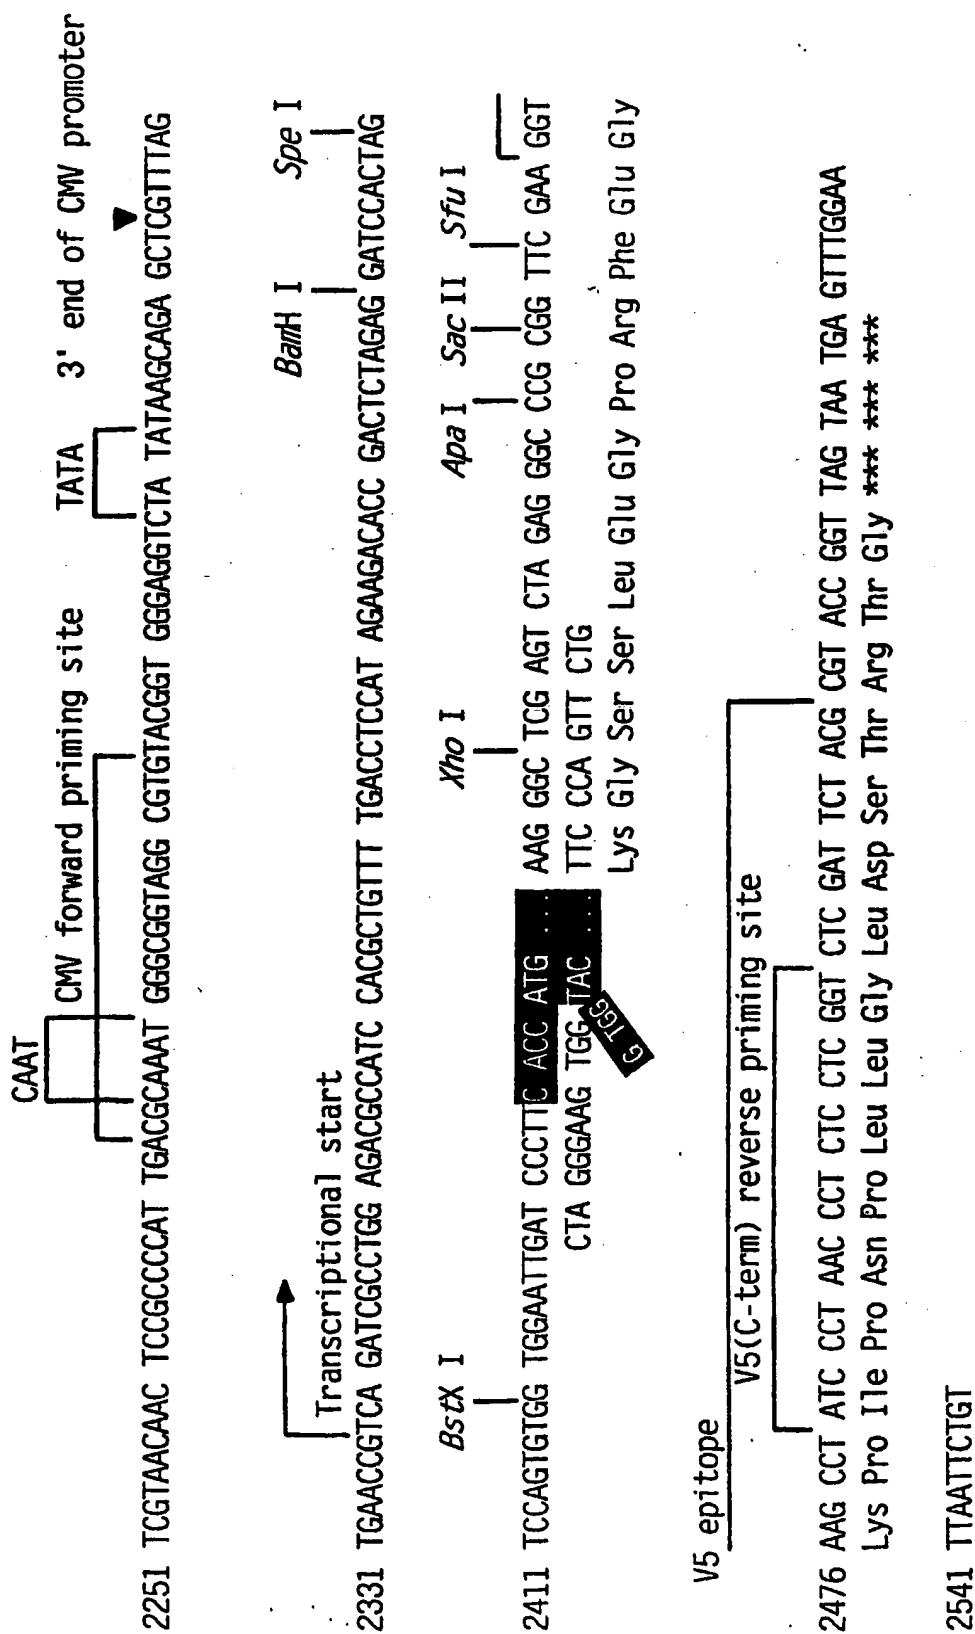 CAAT
CMV forward priming site
TATA
3' end of CMV promoter
2251 TCGTAACAAC TCCGCCCCAT TGACGCAAAT GGGCGGTAGG CGTGTACGGT GGGAGGTCTA TATAAGCAGA GCTCGTTTAG
Transcriptional start
BamH I
Spe I
2331 TGAACCGTCA GATCGCCTGG AGACGCCATC CACGCTGTTT TGACCTCCAT AGAAGACACC GACTCTAGAG GATCCACTAG
BstX I
Xho I
Apa I
Sac II
Sfu I
2411 TCCAGTGTGG TGGAATTGAT CCCTTC ACC ATG ... AAG GGC TCG AGT CTA GAG GGC CCG CGG TTC GAA GGT
CTA GGGAAG TGG TAC ... TTC CCA GTT CTG
G TGG
Lys Gly Ser Ser Leu Glu Gly Pro Arg Phe Glu Gly
V5 epitope
V5(C-term) reverse priming site
2476 AAG CCT ATC CCT AAC CCT CTC CTC GGT CTC GAT TCT ACG CGT ACC GGT TAG TAA TGA GTTTGGAA
Lys Pro Ile Pro Asn Pro Leu Leu Gly Leu Asp Ser Thr Arg Thr Gly *** *** ***
2541 TTAATTCTGT